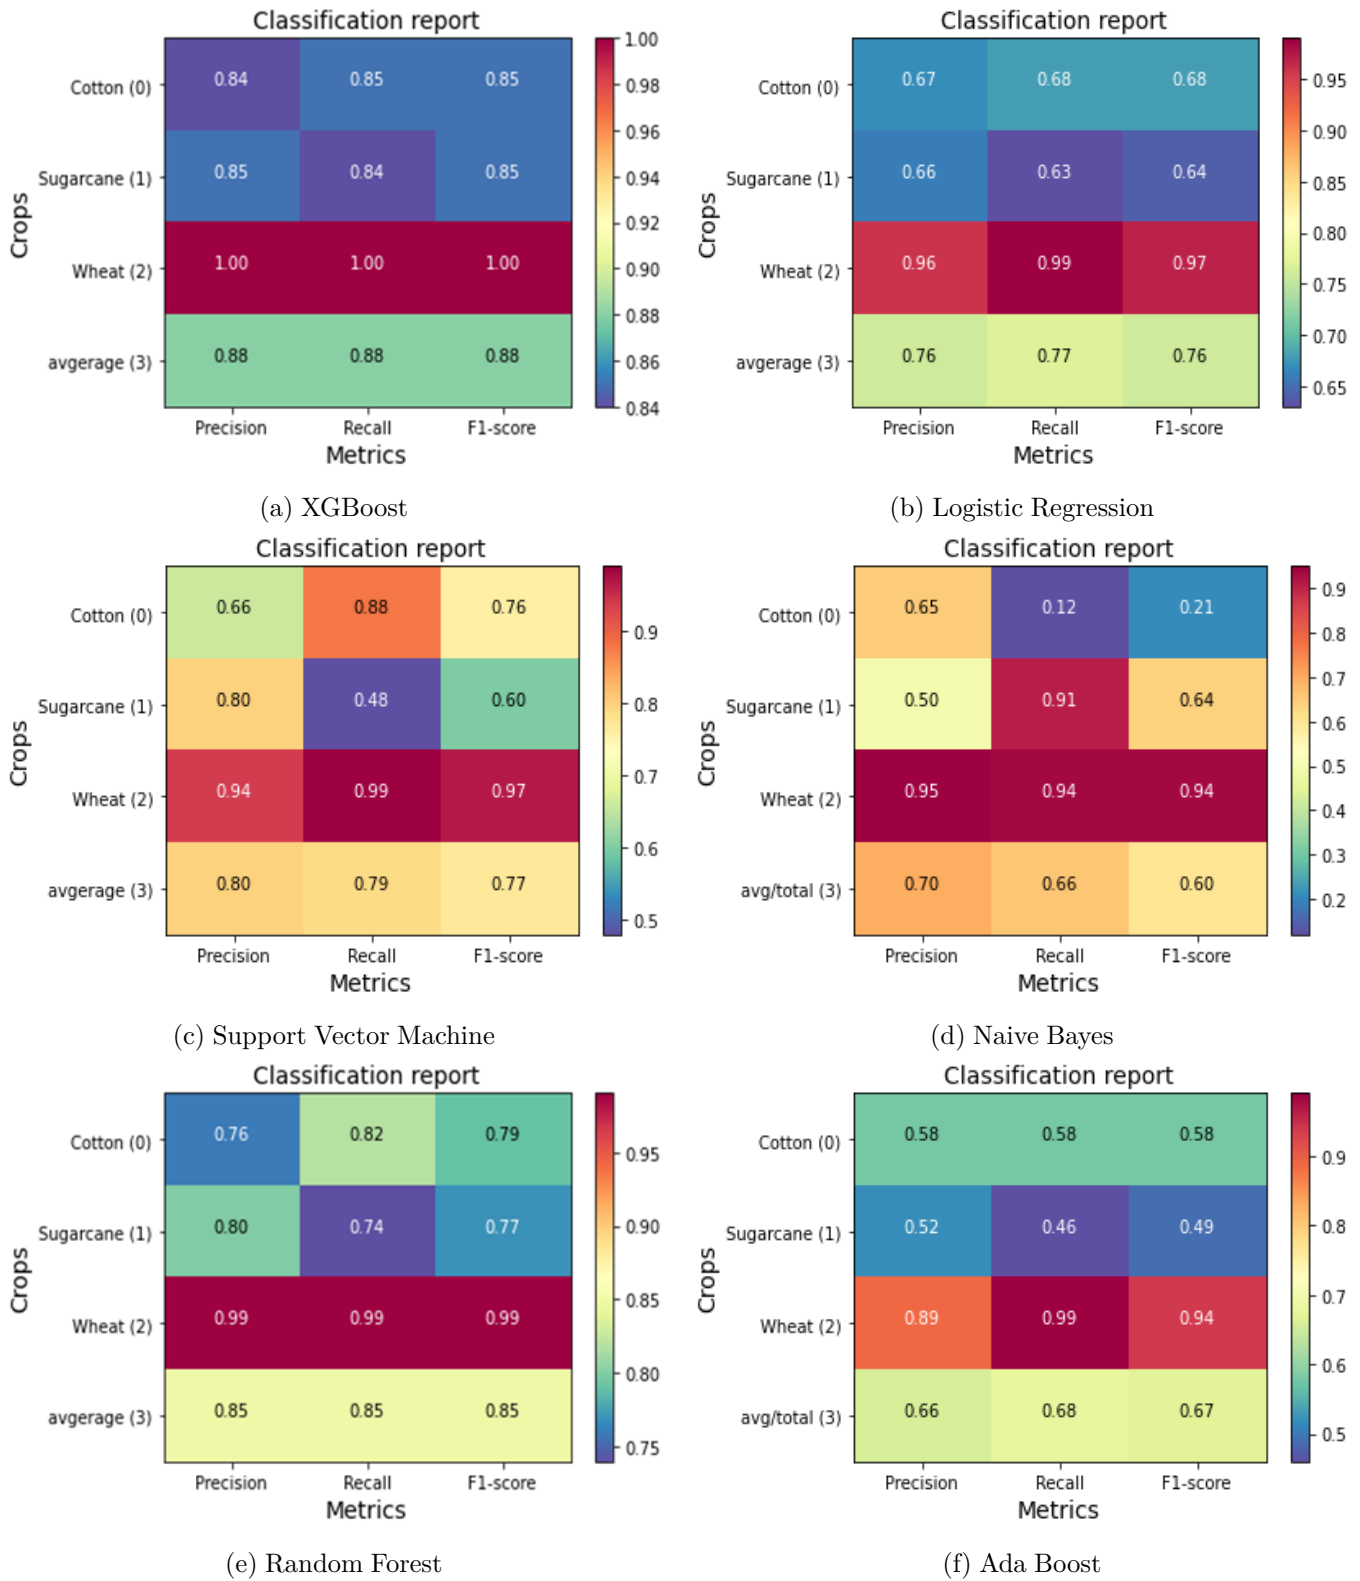 Classification report
1.00
0.98
0.96
0.94
0.92
0.90
0.88
0.86
0.84
Crops
Cotton (0) 0.84 0.85 0.85
Sugarcane (1) 0.85 0.84 0.85
Wheat (2) 1.00 1.00 1.00
avgerage (3) 0.88 0.88 0.88
Precision Recall F1-score
Metrics
(a) XGBoost
Classification report
0.95
0.90
0.85
0.80
0.75
0.70
0.65
Crops
Cotton (0) 0.67 0.68 0.68
Sugarcane (1) 0.66 0.63 0.64
Wheat (2) 0.96 0.99 0.97
avgerage (3) 0.76 0.77 0.76
Precision Recall F1-score
Metrics
(b) Logistic Regression
Classification report
0.9
0.8
0.7
0.6
0.5
Crops
Cotton (0) 0.66 0.88 0.76
Sugarcane (1) 0.80 0.48 0.60
Wheat (2) 0.94 0.99 0.97
avgerage (3) 0.80 0.79 0.77
Precision Recall F1-score
Metrics
(c) Support Vector Machine
Classification report
0.9
0.8
0.7
0.6
0.5
0.4
0.3
0.2
Crops
Cotton (0) 0.65 0.12 0.21
Sugarcane (1) 0.50 0.91 0.64
Wheat (2) 0.95 0.94 0.94
avg/total (3) 0.70 0.66 0.60
Precision Recall F1-score
Metrics
(d) Naive Bayes
Classification report
0.95
0.90
0.85
0.80
0.75
Crops
Cotton (0) 0.76 0.82 0.79
Sugarcane (1) 0.80 0.74 0.77
Wheat (2) 0.99 0.99 0.99
avgerage (3) 0.85 0.85 0.85
Precision Recall F1-score
Metrics
(e) Random Forest
Classification report
0.9
0.8
0.7
0.6
0.5
Crops
Cotton (0) 0.58 0.58 0.58
Sugarcane (1) 0.52 0.46 0.49
Wheat (2) 0.89 0.99 0.94
avg/total (3) 0.66 0.68 0.67
Precision Recall F1-score
Metrics
(f) Ada Boost